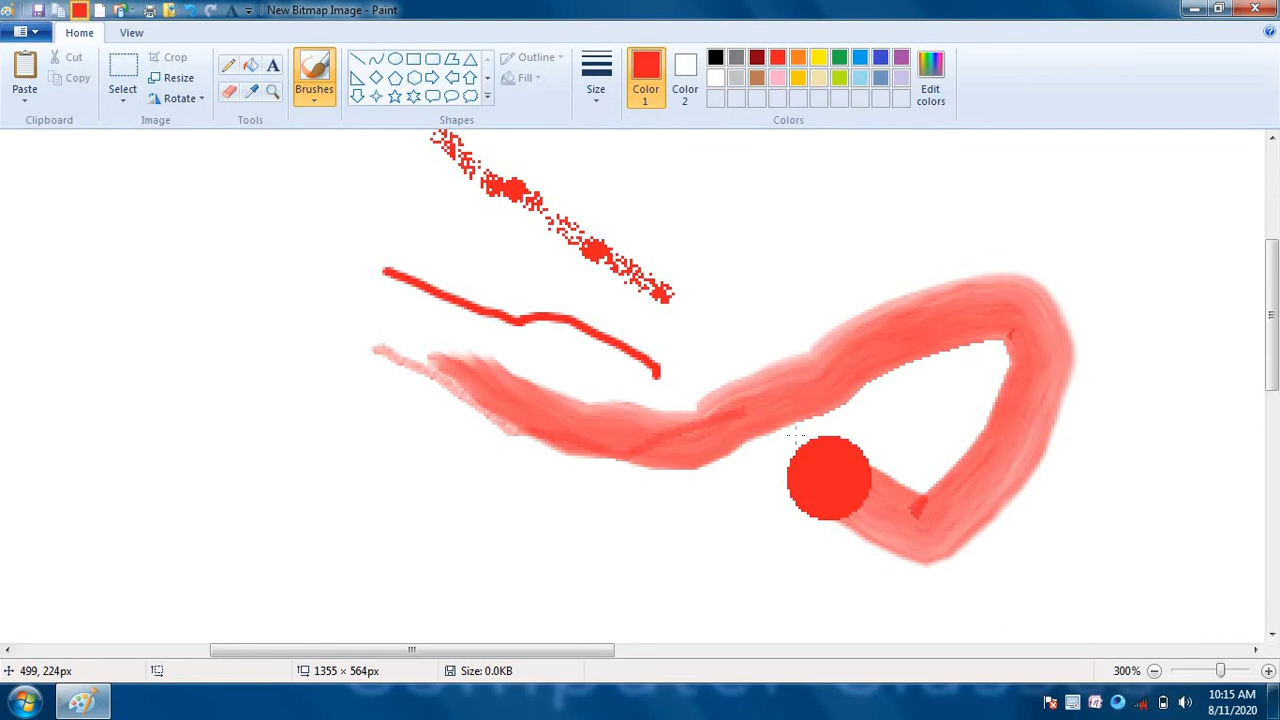 New Bitmap Image - Paint
Home View
Paste
Cut
Copy
Clipboard
Select
Crop
Resize
Rotate
Image
A
Tools
Brushes
Outline
Fill
Shapes
Size
Color 1
Color 2
Edit colors
Colors
499, 224px
1355 × 564px
Size: 0.0KB
300%
10:15 AM
8/11/2020